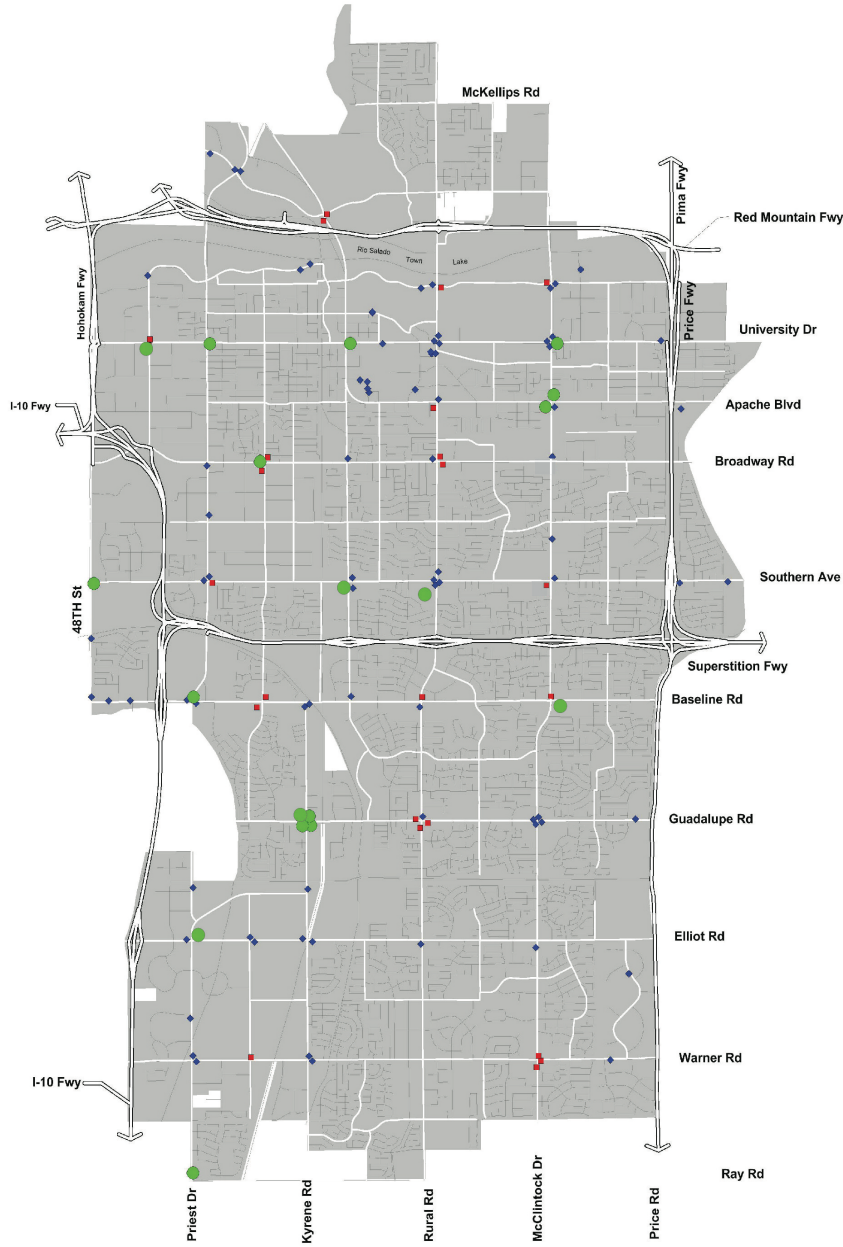 McKellips Rd
Pima Fwy
Red Mountain Fwy
Rio Salado
Town
Lake
Hohokam Fwy
Price Fwy
University Dr
I-10 Fwy
Apache Blvd
Broadway Rd
48TH St
Southern Ave
Superstition Fwy
Baseline Rd
Guadalupe Rd
Elliot Rd
Warner Rd
I-10 Fwy
Ray Rd
Priest Dr
Kyrene Rd
Rural Rd
McClintock Dr
Price Rd